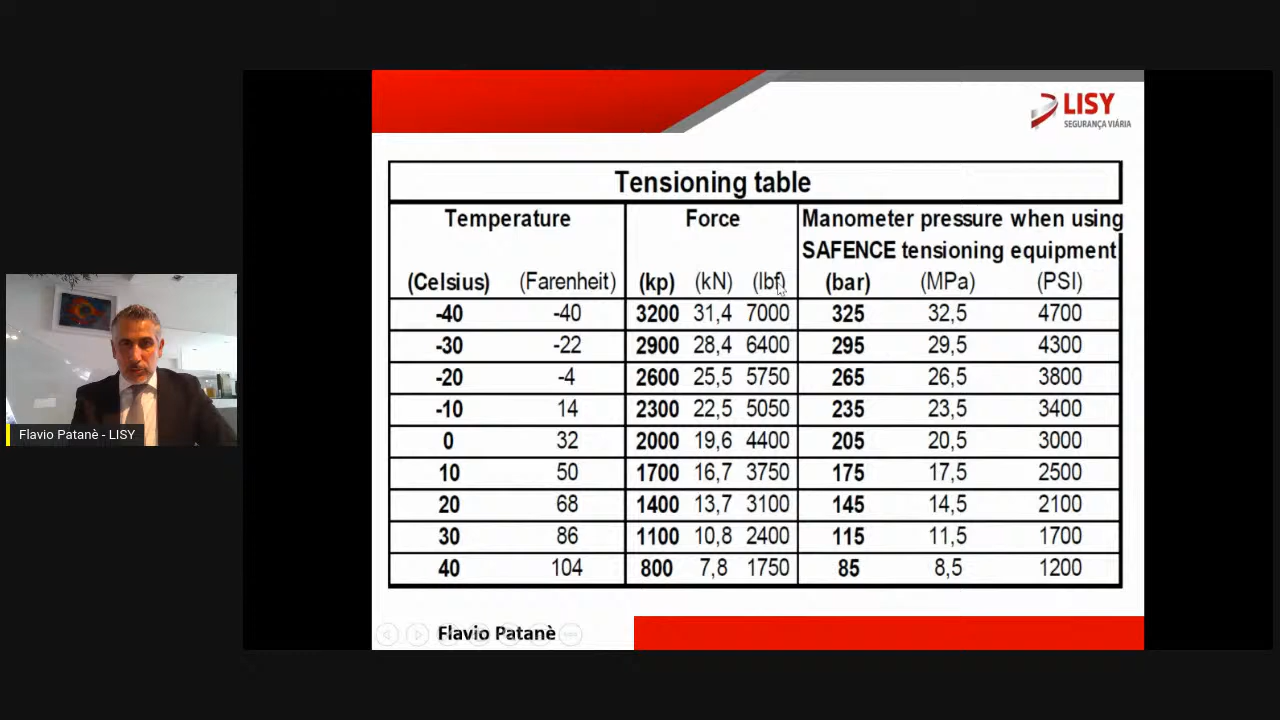 LISY
SEGURANÇA VIÁRIA
Tensioning table
Temperature Force Manometer pressure when using
SAFENCE tensioning equipment
(Celsius) (Farenheit) (kp) (kN) (lbf) (bar) (MPa) (PSI)
-40 -40 3200 31,4 7000 325 32,5 4700
-30 -22 2900 28,4 6400 295 29,5 4300
-20 -4 2600 25,5 5750 265 26,5 3800
-10 14 2300 22,5 5050 235 23,5 3400
0 32 2000 19,6 4400 205 20,5 3000
10 50 1700 16,7 3750 175 17,5 2500
20 68 1400 13,7 3100 145 14,5 2100
30 86 1100 10,8 2400 115 11,5 1700
40 104 800 7,8 1750 85 8,5 1200
Flavio Patanè - LISY
Flavio Patanè